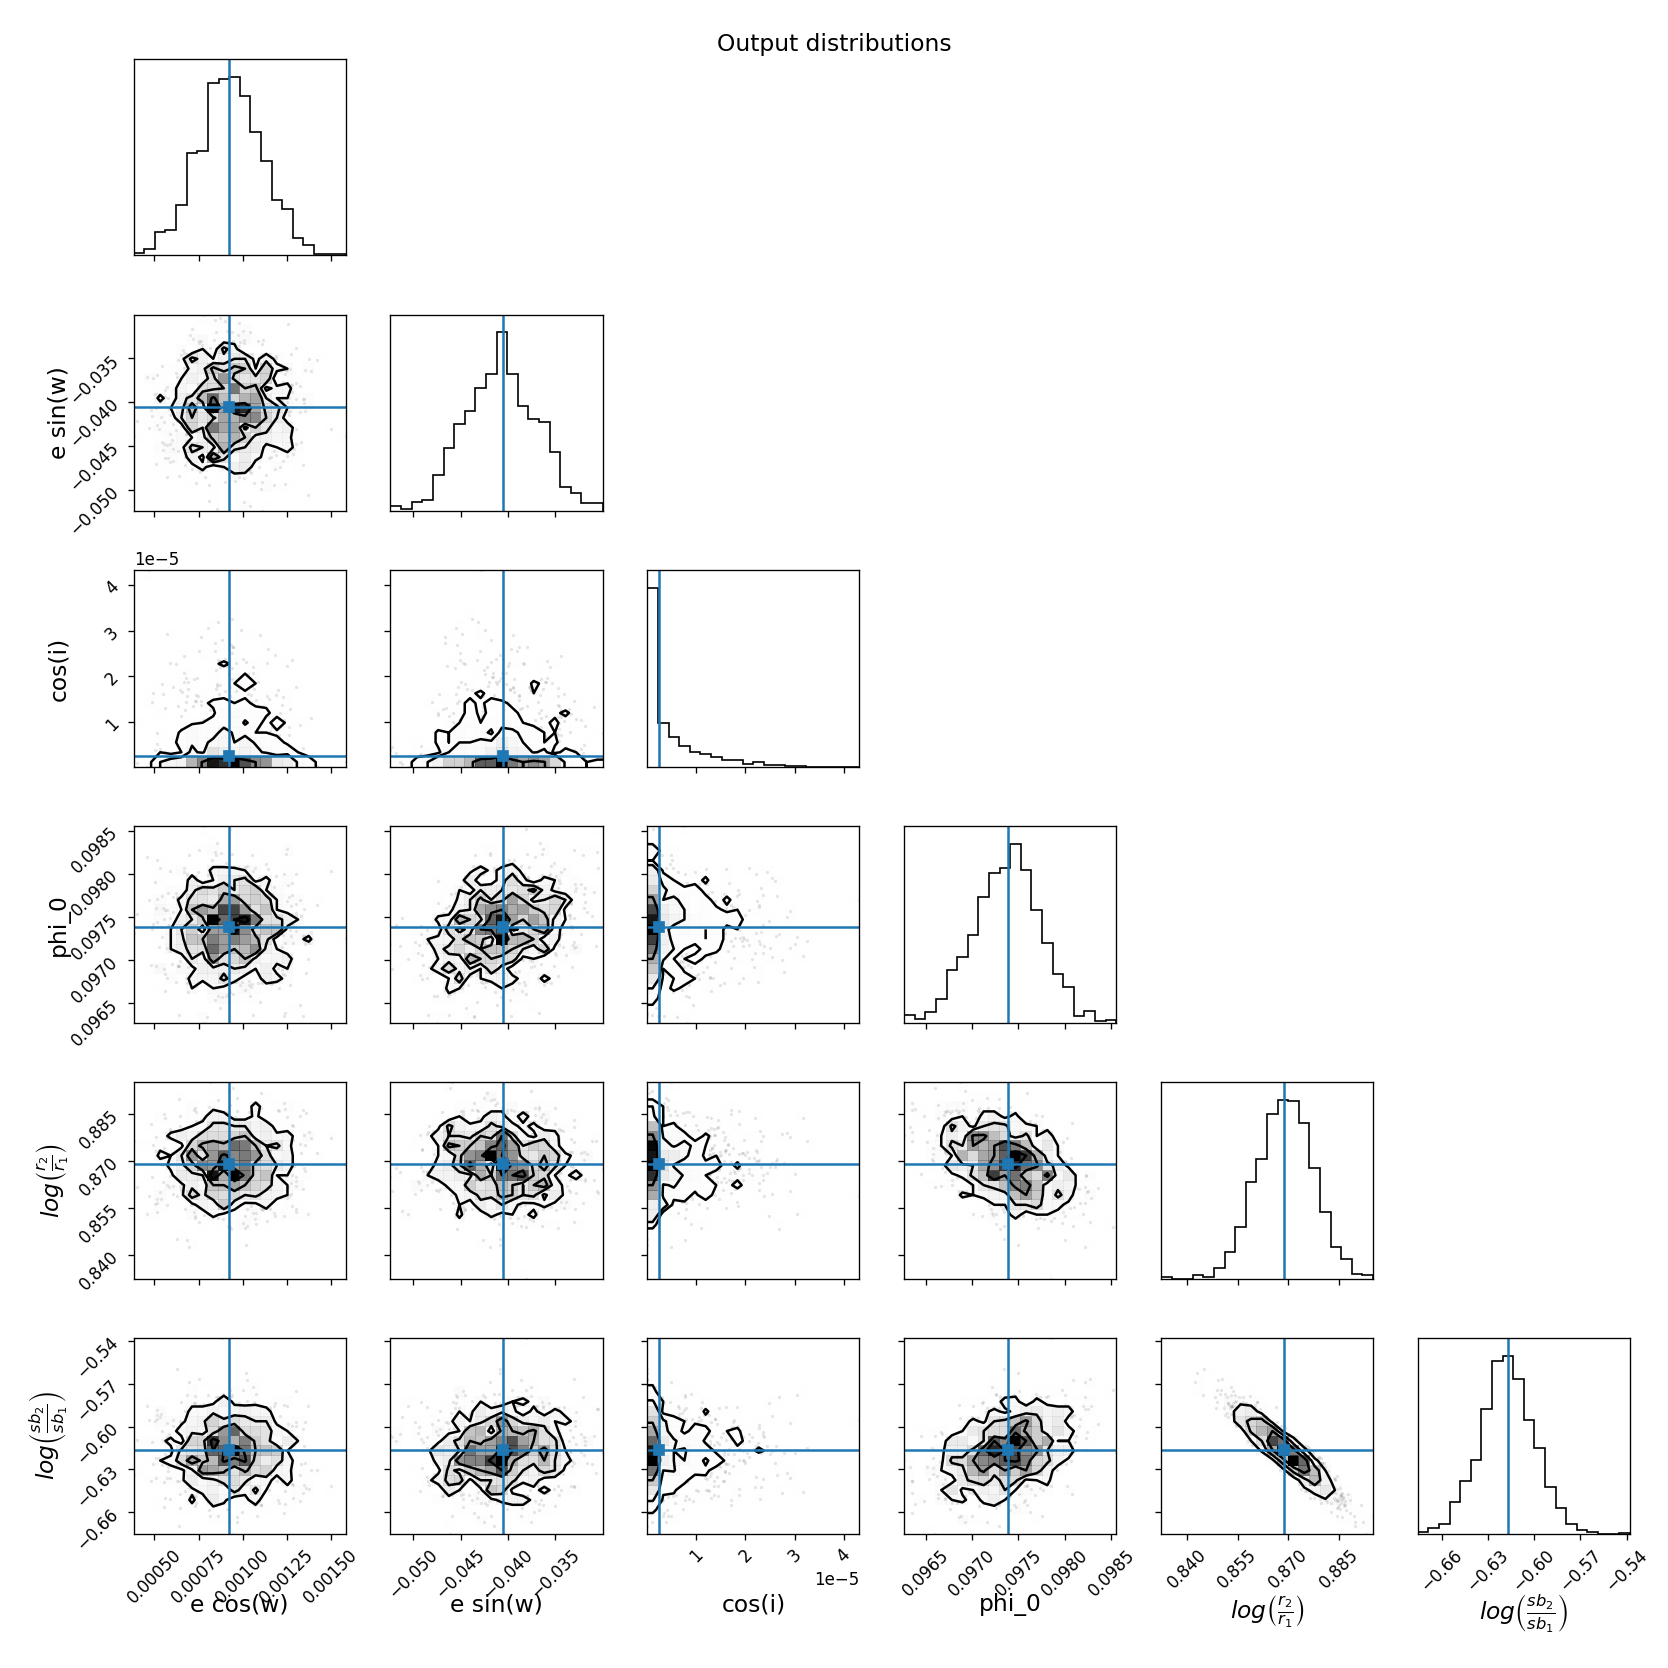 Output distributions
e sin(w)
−0.035
−0.040
−0.045
−0.050
1e−5
cos(i)
4
3
2
1
phi_0
0.0985
0.0980
0.0975
0.0970
0.0965
log(r2/r1)
0.885
0.870
0.855
0.840
log(sb2/sb1)
−0.54
−0.57
−0.60
−0.63
−0.66
0.00050 0.00075 0.00100 0.00125 0.00150
e cos(w)
−0.050 −0.045 −0.040 −0.035
e sin(w)
1 2 3 4
1e−5
cos(i)
0.0965 0.0970 0.0975 0.0980 0.0985
phi_0
0.840 0.855 0.870 0.885
log(r2/r1)
−0.66 −0.63 −0.60 −0.57 −0.54
log(sb2/sb1)